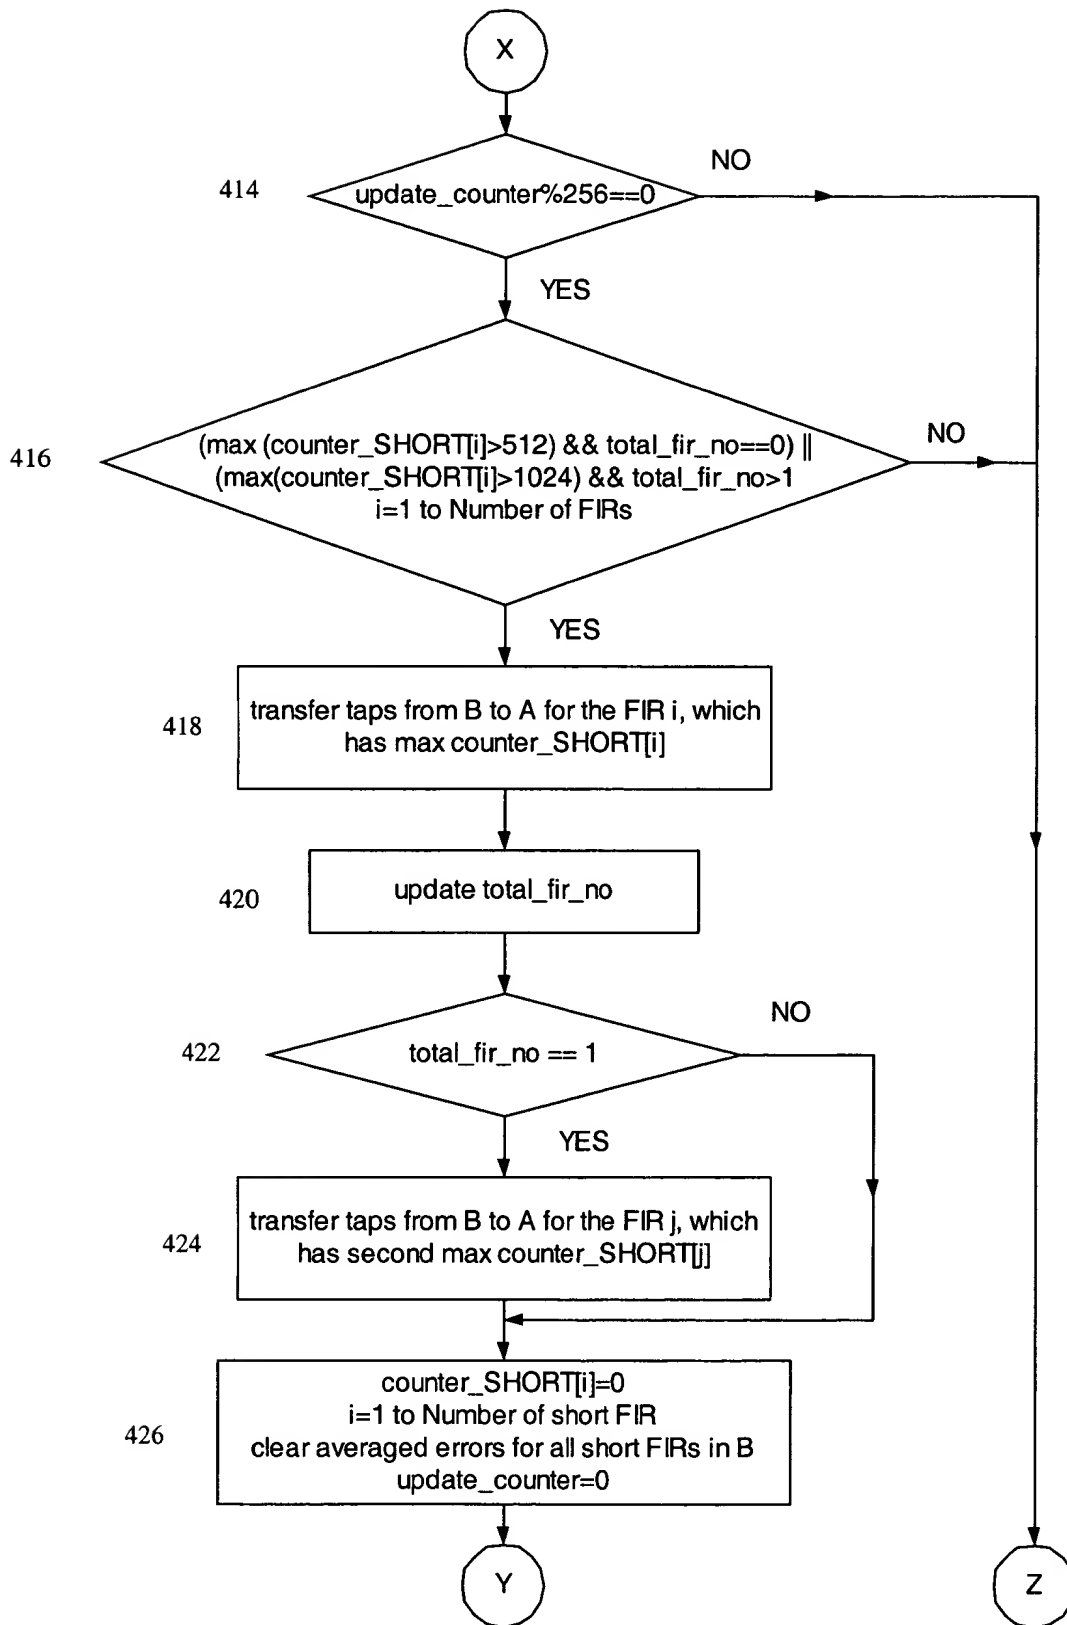 X
NO
414
update_counter%256==0
YES
(max (counter_SHORT[i]>512) && total_fir_no==0) ||
NO
416
(max(counter_SHORT[i]>1024) && total_fir_no>1
i=1 to Number of FIRs
YES
transfer taps from B to A for the FIR i, which
418
has max counter_SHORT[i]
update total_fir_no
420
NO
422
total_fir_no == 1
YES
transfer taps from B to A for the FIR j, which
424
has second max counter_SHORT[j]
counter_SHORT[i]=0
i=1 to Number of short FIR
426
clear averaged errors for all short FIRs in B
update_counter=0
Y
Z